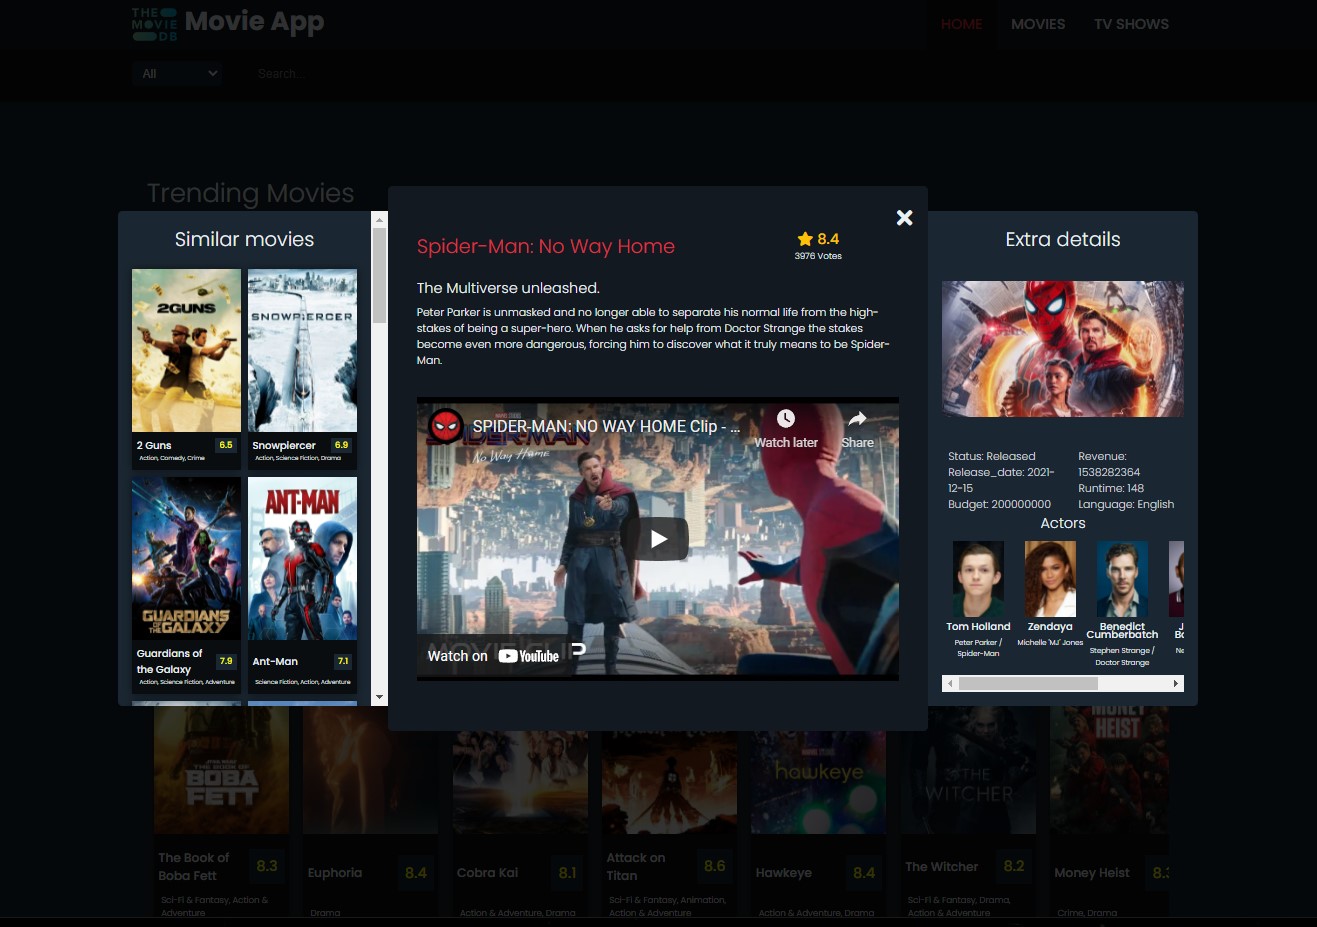 THE
MOVIE
DB
Movie App
HOME
MOVIES
TV SHOWS
All
Search...
Trending Movies
Similar movies
2GUNS
SNOWPIERCER
2 Guns
6.5
Action, Comedy, Crime
Snowpiercer
6.9
Action, Science Fiction, Drama
GUARDIANS
OF THE GALAXY
ANT-MAN
Guardians of
the Galaxy
7.9
Action, Science Fiction, Adventure
Ant-Man
7.1
Science Fiction, Action, Adventure
Spider-Man: No Way Home
8.4
3976 Votes
The Multiverse unleashed.
Peter Parker is unmasked and no longer able to separate his normal life from the high-
stakes of being a super-hero. When he asks for help from Doctor Strange the stakes
become even more dangerous, forcing him to discover what it truly means to be Spider-
Man.
SPIDER-MAN: NO WAY HOME Clip - ...
Watch later
Share
SPIDER-MAN
No Way Home
Watch on YouTube
Extra details
Status: Released
Release_date: 2021-
12-15
Budget: 200000000
Revenue:
1538282364
Runtime: 148
Language: English
Actors
Tom Holland
Peter Parker /
Spider-Man
Zendaya
Michelle 'MJ' Jones
Benedict
Cumberbatch
Stephen Strange /
Doctor Strange
J
Ne
THE BOOK OF
BOBA
FETT
hawkeye
THE
WITCHER
MONEY
HEIST
The Book of
Boba Fett
8.3
Sci-Fi & Fantasy, Action &
Adventure
Euphoria
8.4
Drama
Cobra Kai
8.1
Action & Adventure, Drama
Attack on
Titan
8.6
Sci-Fi & Fantasy, Animation,
Action & Adventure
Hawkeye
8.4
Action & Adventure, Drama
The Witcher
8.2
Sci-Fi & Fantasy, Drama,
Action & Adventure
Money Heist
8.3
Crime, Drama